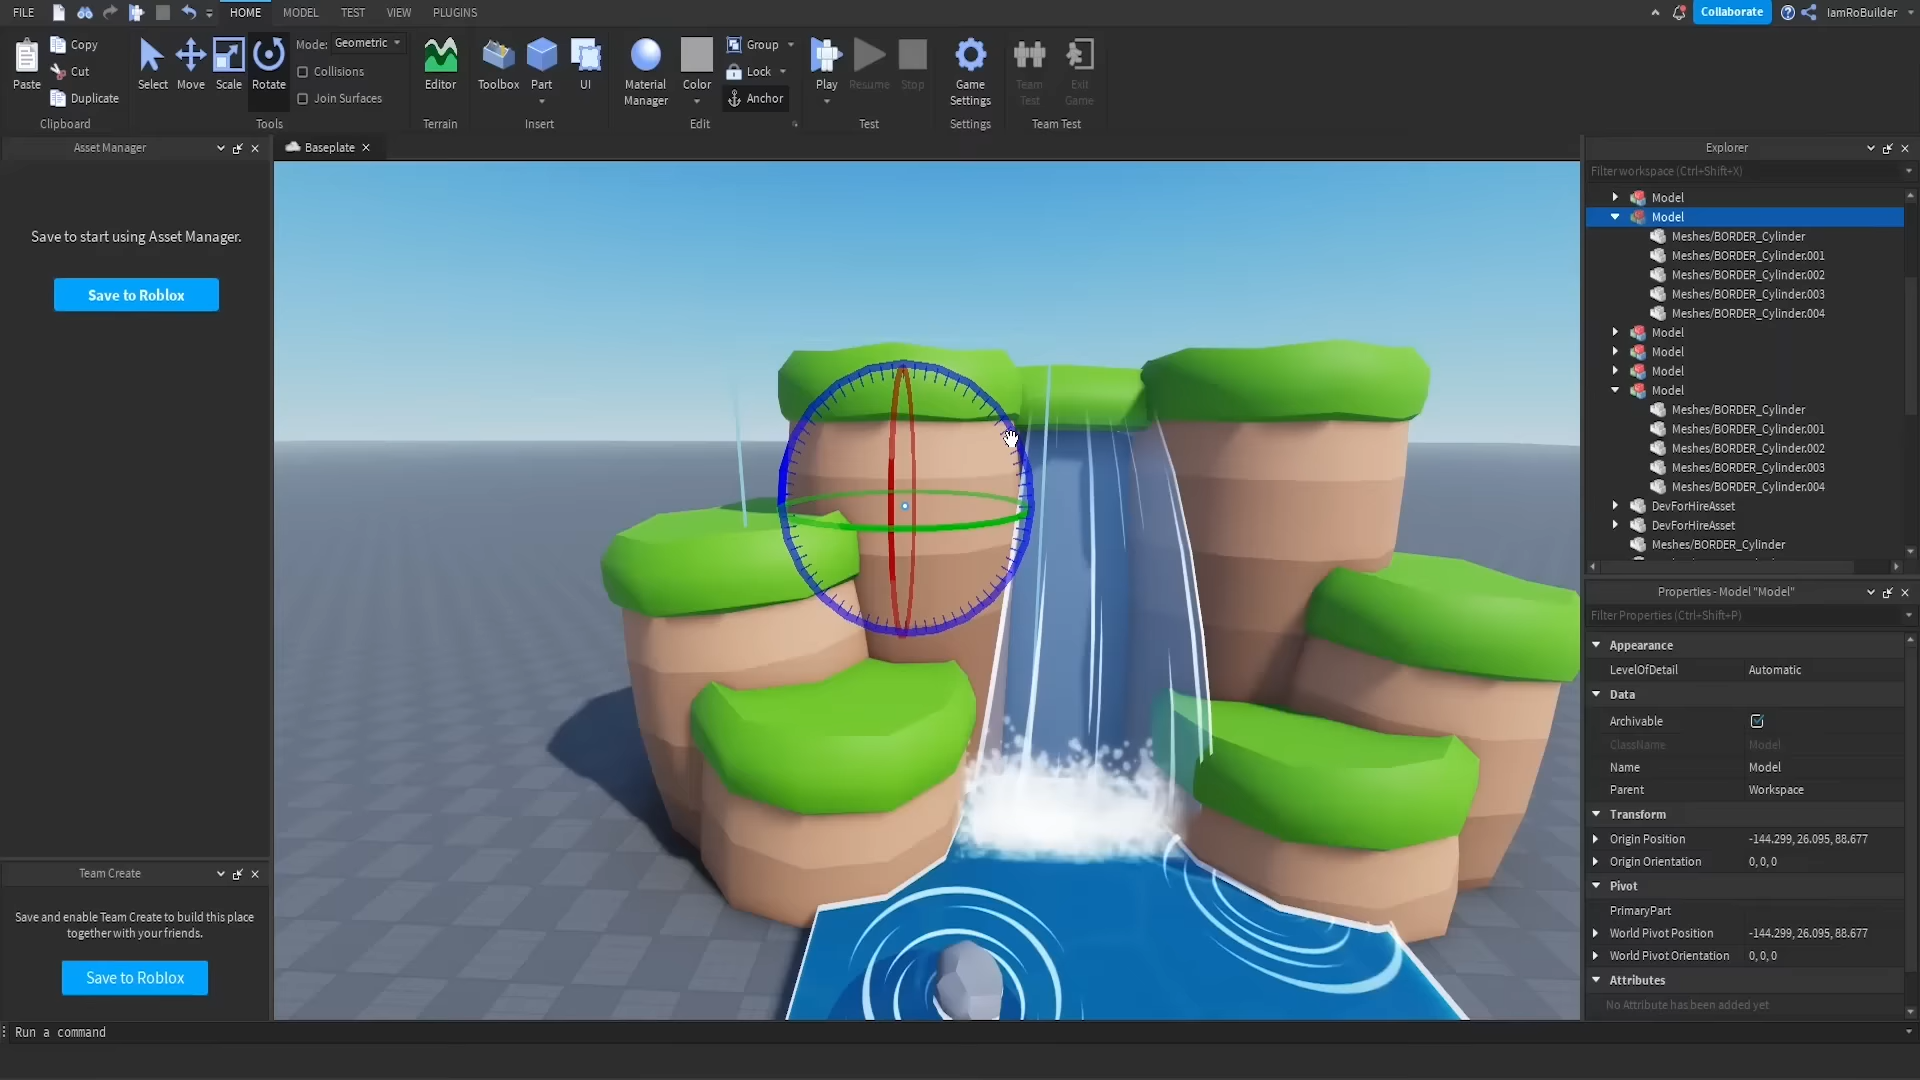 FILE
HOME
MODEL
TEST
VIEW
PLUGINS
Collaborate
IamRoBuilder
Paste
Copy
Cut
Duplicate
Clipboard
Select
Move
Scale
Rotate
Mode:
Geometric
Collisions
Join Surfaces
Tools
Editor
Terrain
Toolbox
Part
UI
Insert
Material
Manager
Color
Group
Lock
Anchor
Edit
Play
Resume
Stop
Test
Game
Settings
Settings
Team
Test
Exit
Game
Team Test
Asset Manager
Save to start using Asset Manager.
Save to Roblox
Team Create
Save and enable Team Create to build this place
together with your friends.
Save to Roblox
Baseplate
Explorer
Filter workspace (Ctrl+Shift+X)
Model
Model
Meshes/BORDER_Cylinder
Meshes/BORDER_Cylinder.001
Meshes/BORDER_Cylinder.002
Meshes/BORDER_Cylinder.003
Meshes/BORDER_Cylinder.004
Model
Model
Model
Model
Meshes/BORDER_Cylinder
Meshes/BORDER_Cylinder.001
Meshes/BORDER_Cylinder.002
Meshes/BORDER_Cylinder.003
Meshes/BORDER_Cylinder.004
DevForHireAsset
DevForHireAsset
Meshes/BORDER_Cylinder
Properties - Model "Model"
Filter Properties (Ctrl+Shift+P)
Appearance
LevelOfDetail Automatic
Data
Archivable
ClassName Model
Name Model
Parent Workspace
Transform
Origin Position -144.299, 26.095, 88.677
Origin Orientation 0, 0, 0
Pivot
PrimaryPart
World Pivot Position -144.299, 26.095, 88.677
World Pivot Orientation 0, 0, 0
Attributes
No Attribute has been added yet
Run a command